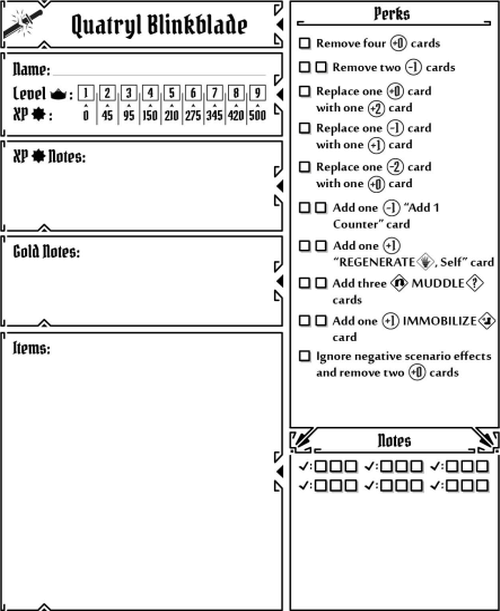 Quatryl Blinkblade
Name:
Level : 1 2 3 4 5 6 7 8 9
XP : 0 45 95 150 210 275 345 420 500
XP Notes:
Gold Notes:
Items:
Perks
Remove four +0 cards
Remove two -1 cards
Replace one +0 card
with one +2 card
Replace one -1 card
with one +1 card
Replace one -2 card
with one +0 card
Add one -1 "Add 1
Counter" card
Add one +1
"REGENERATE , Self" card
Add three MUDDLE ?
cards
Add one +1 IMMOBILIZE
card
Ignore negative scenario effects
and remove two +0 cards
Notes
✓: ✓: ✓:
✓: ✓: ✓: